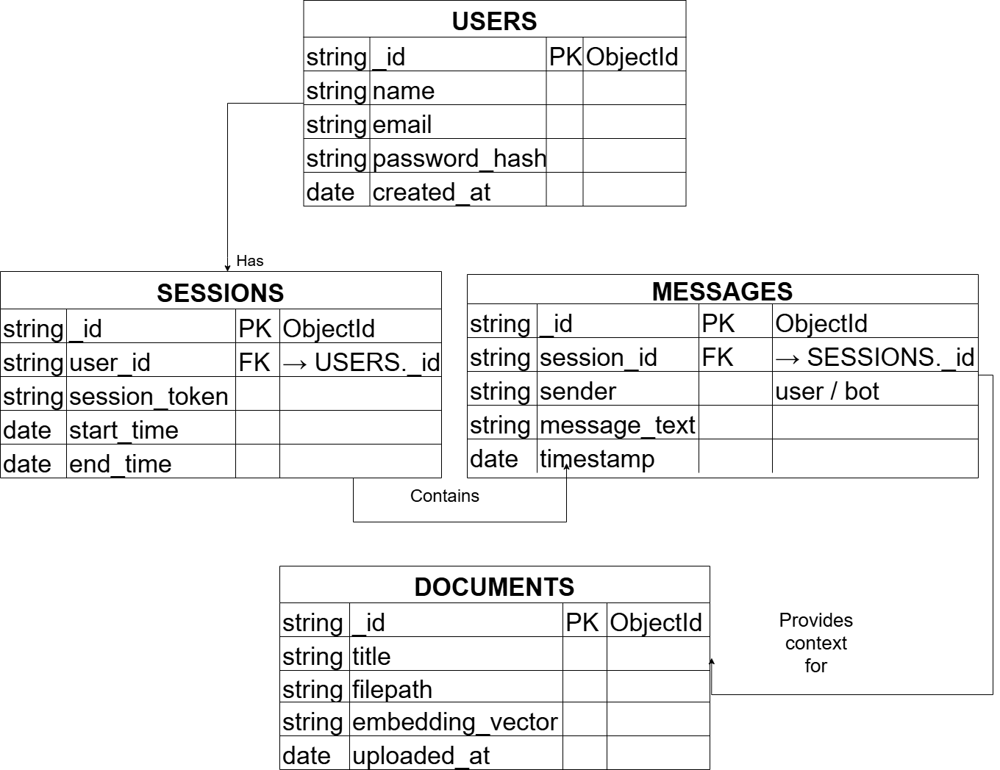 USERS
string _id PK ObjectId
string name
string email
string password_hash
date created_at
Has
SESSIONS
string _id PK ObjectId
string user_id FK → USERS._id
string session_token
date start_time
date end_time
MESSAGES
string _id PK ObjectId
string session_id FK → SESSIONS._id
string sender user / bot
string message_text
date timestamp
Contains
DOCUMENTS
string _id PK ObjectId
string title
string filepath
string embedding_vector
date uploaded_at
Provides
context
for